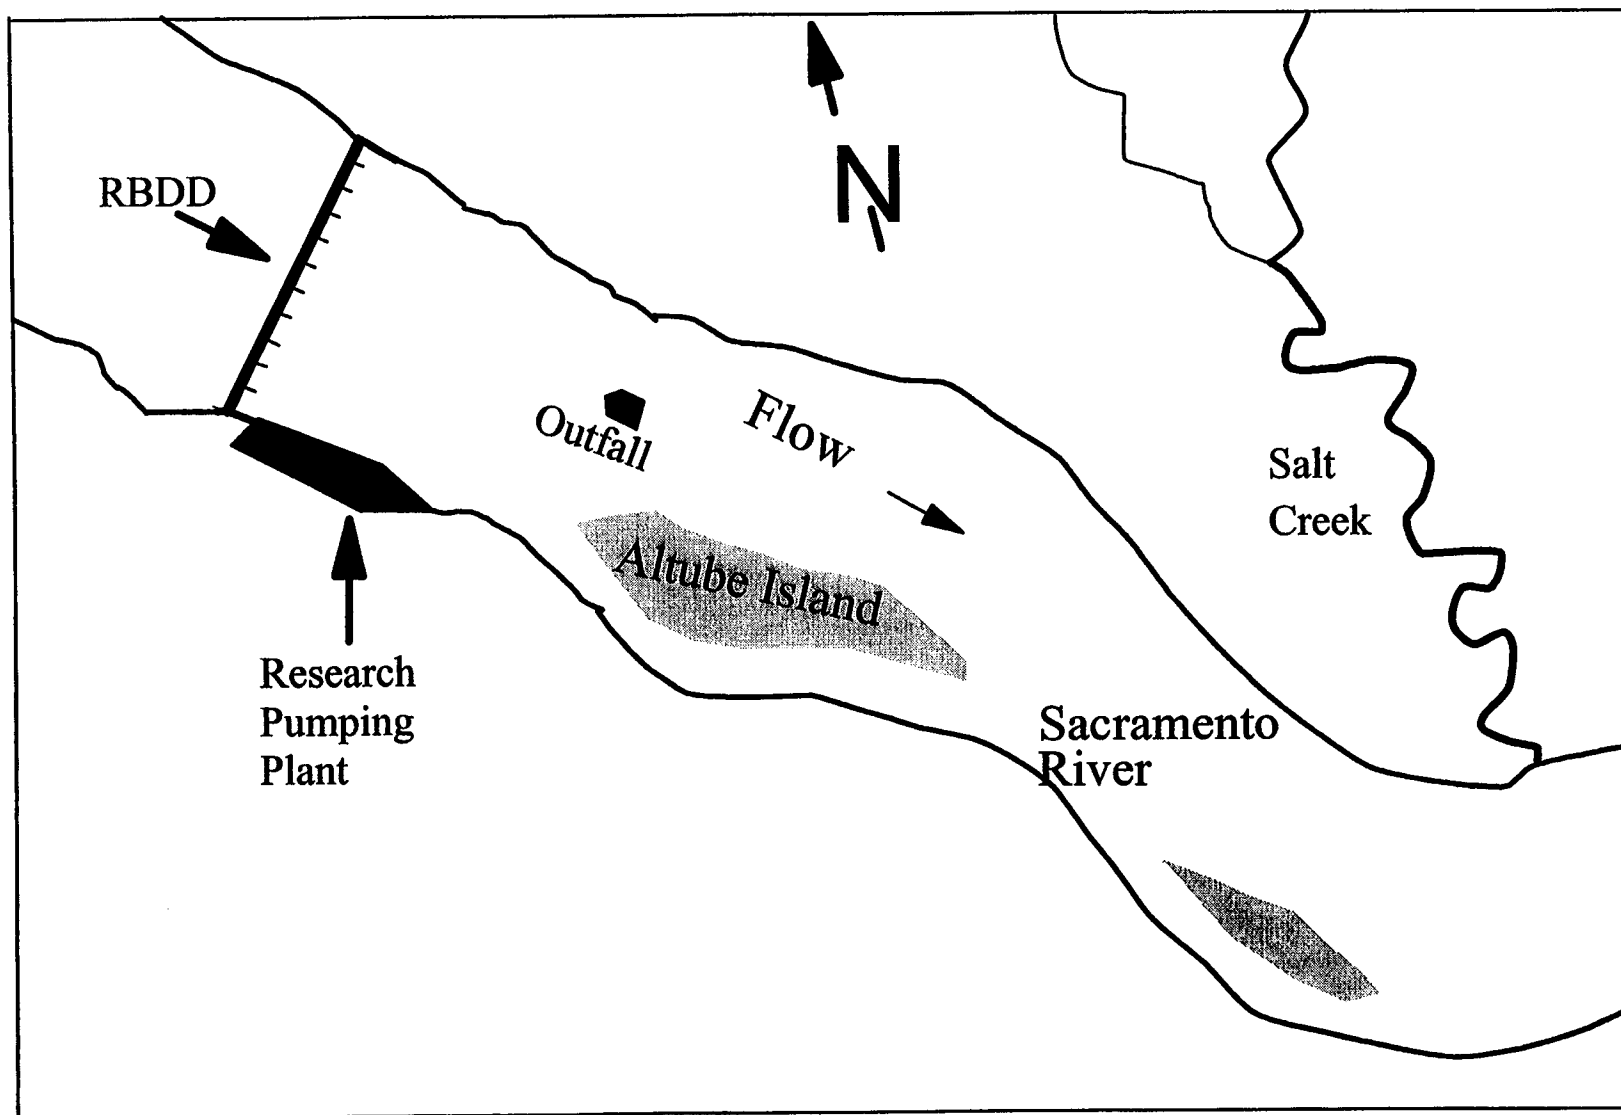 N
RBDD
Flow
Outfall
Salt
Creek
Altube Island
Research
Pumping
Plant
Sacramento
River